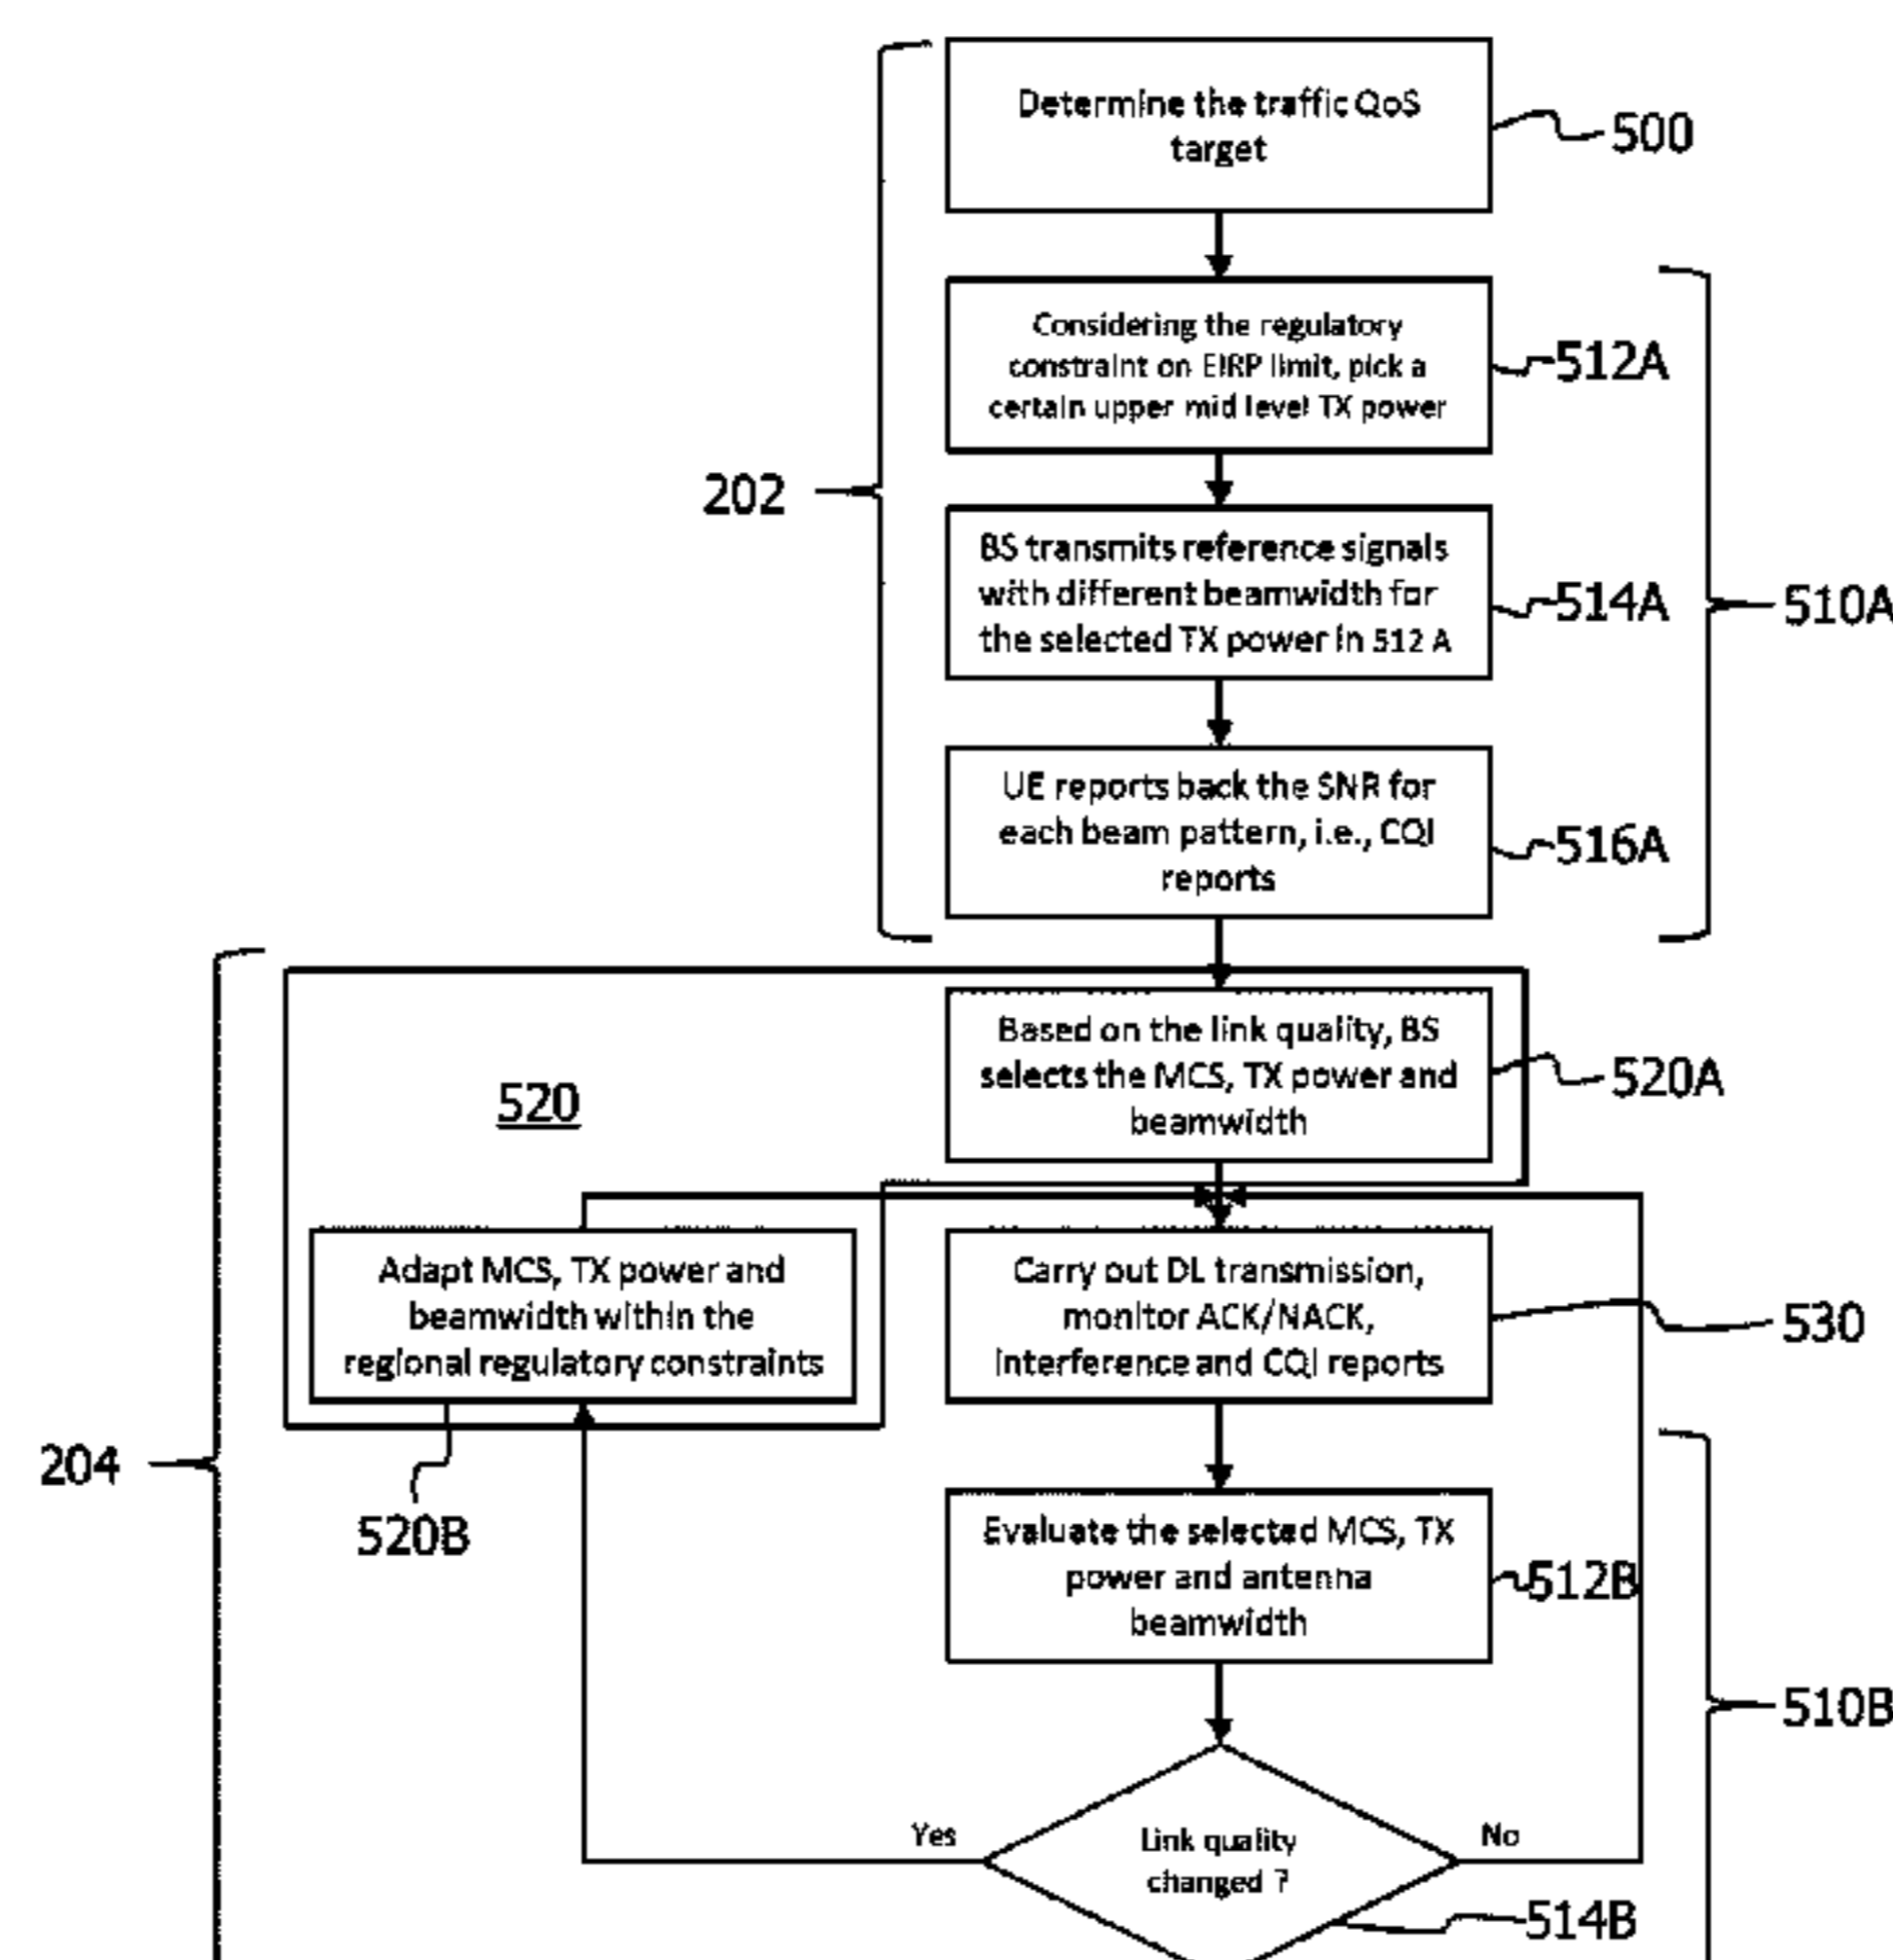 Determine the traffic QoS
target
500
Considering the regulatory
constraint on EIRP limit, pick a
certain upper mid level TX power
512A
202
BS transmits reference signals
with different beamwidth for
the selected TX power in 512 A
514A
510A
UE reports back the SNR for
each beam pattern, i.e., CQI
reports
516A
Based on the link quality, BS
selects the MCS, TX power and
beamwidth
520A
520
Adapt MCS, TX power and
beamwidth within the
regional regulatory constraints
Carry out DL transmission,
monitor ACK/NACK,
interference and CQI reports
530
204
520B
Evaluate the selected MCS, TX
power and antenna
beamwidth
512B
510B
Yes
Link quality
changed ?
No
514B